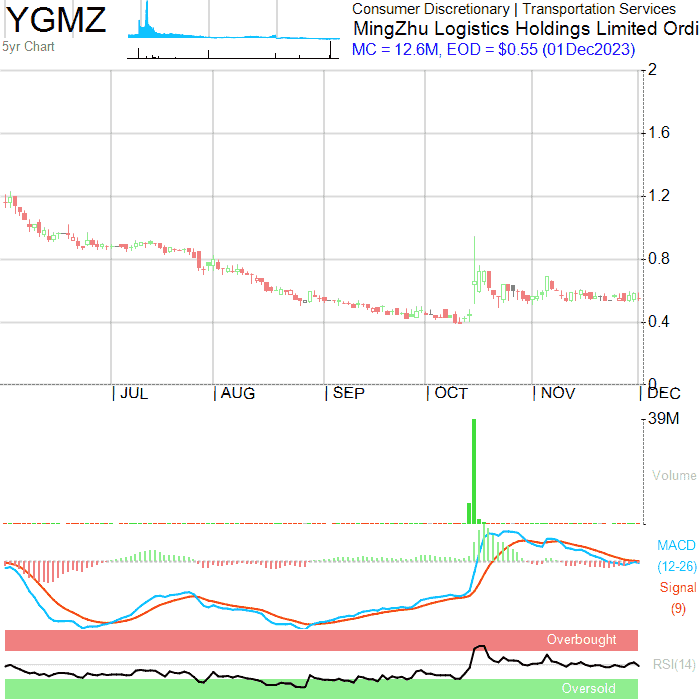 YGMZ
5yr Chart
Consumer Discretionary | Transportation Services
MingZhu Logistics Holdings Limited Ordi
MC = 12.6M, EOD = $0.55 (01Dec2023)
2
1.6
1.2
0.8
0.4
0
JUL AUG SEP OCT NOV DEC
39M
Volume
MACD
(12-26)
Signal
(9)
Overbought
RSI(14)
Oversold